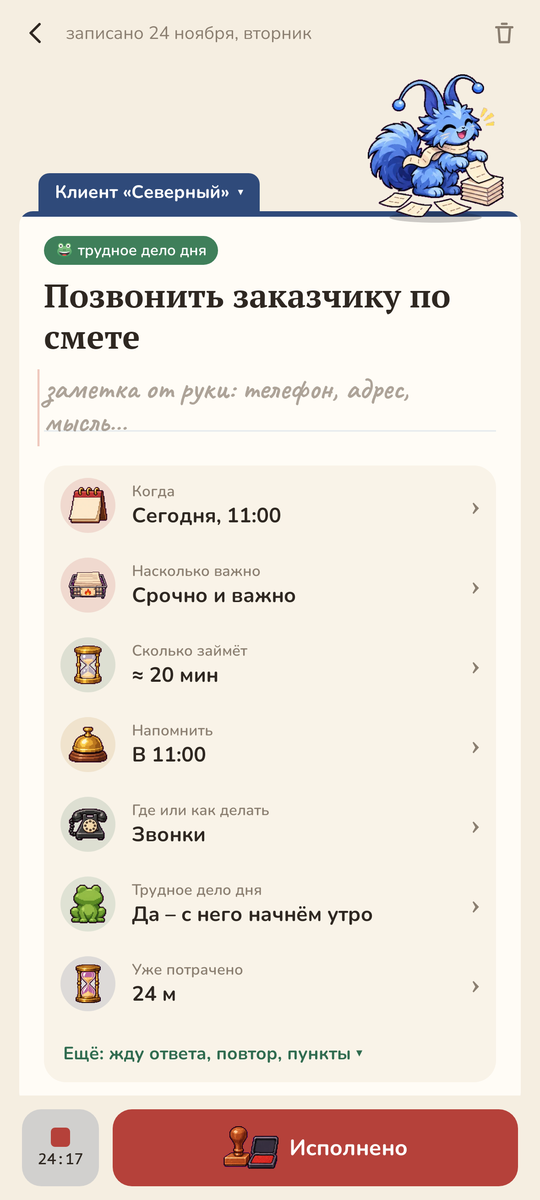 записано 24 ноября, вторник
Клиент «Северный» ▾
трудное дело дня
Позвонить заказчику по
смете
заметка от руки: телефон, адрес,
мысль...
Когда
Сегодня, 11:00
Насколько важно
Срочно и важно
Сколько займёт
≈ 20 мин
Напомнить
В 11:00
Где или как делать
Звонки
Трудное дело дня
Да – с него начнём утро
Уже потрачено
24 м
Ещё: жду ответа, повтор, пункты ▾
24:17
Исполнено